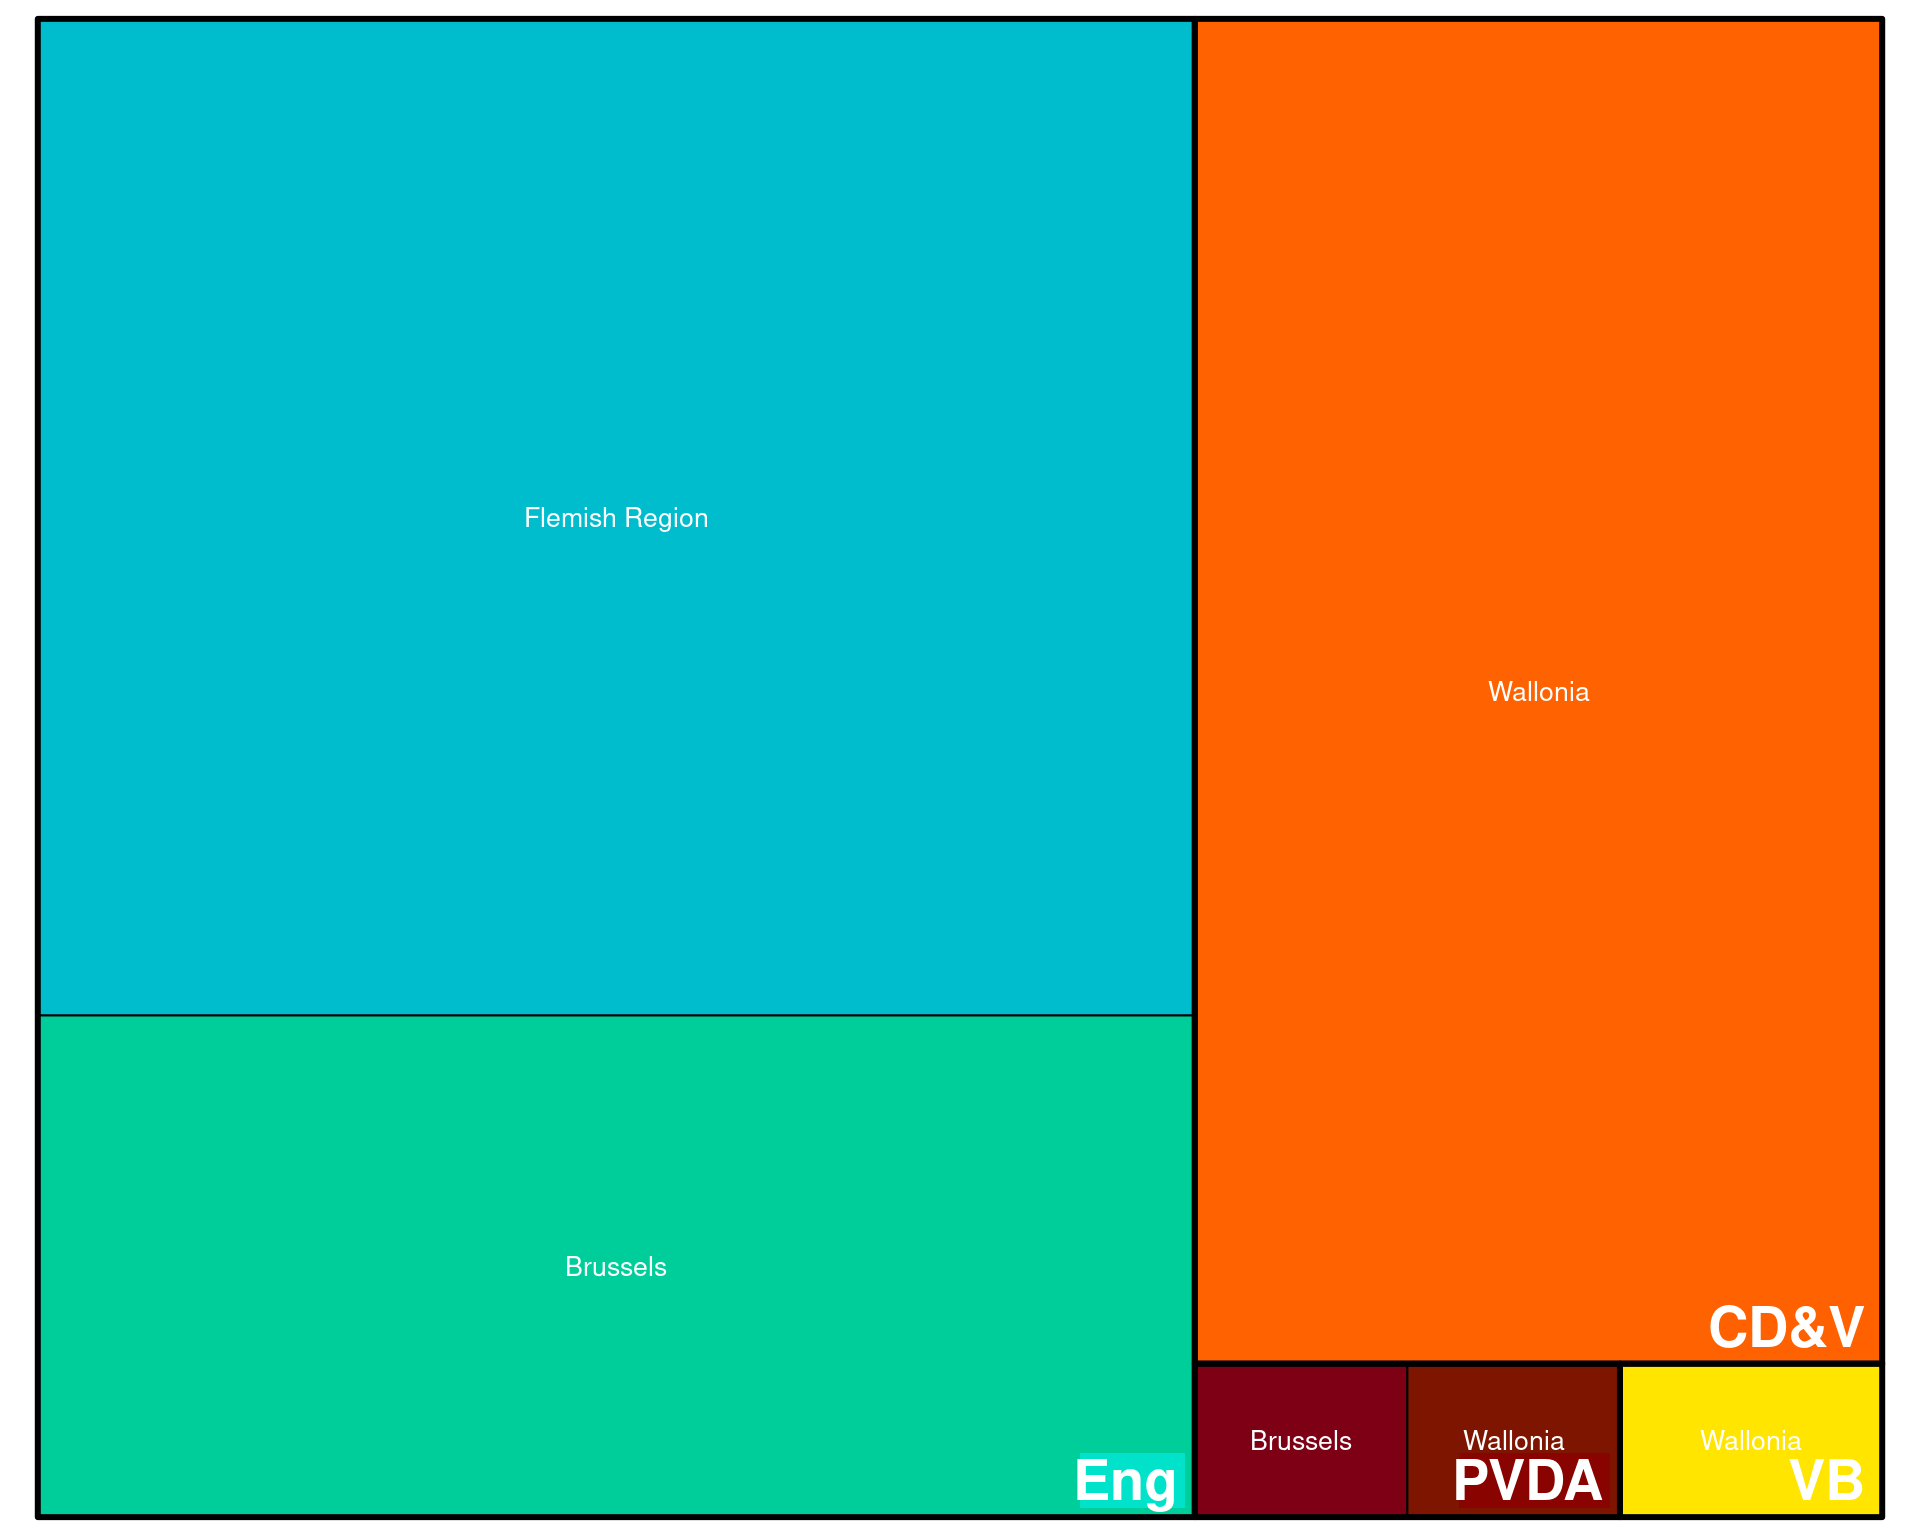 Flemish Region
Brussels
Eng
Wallonia
CD&V
Brussels
Wallonia
PVDA
Wallonia
VB